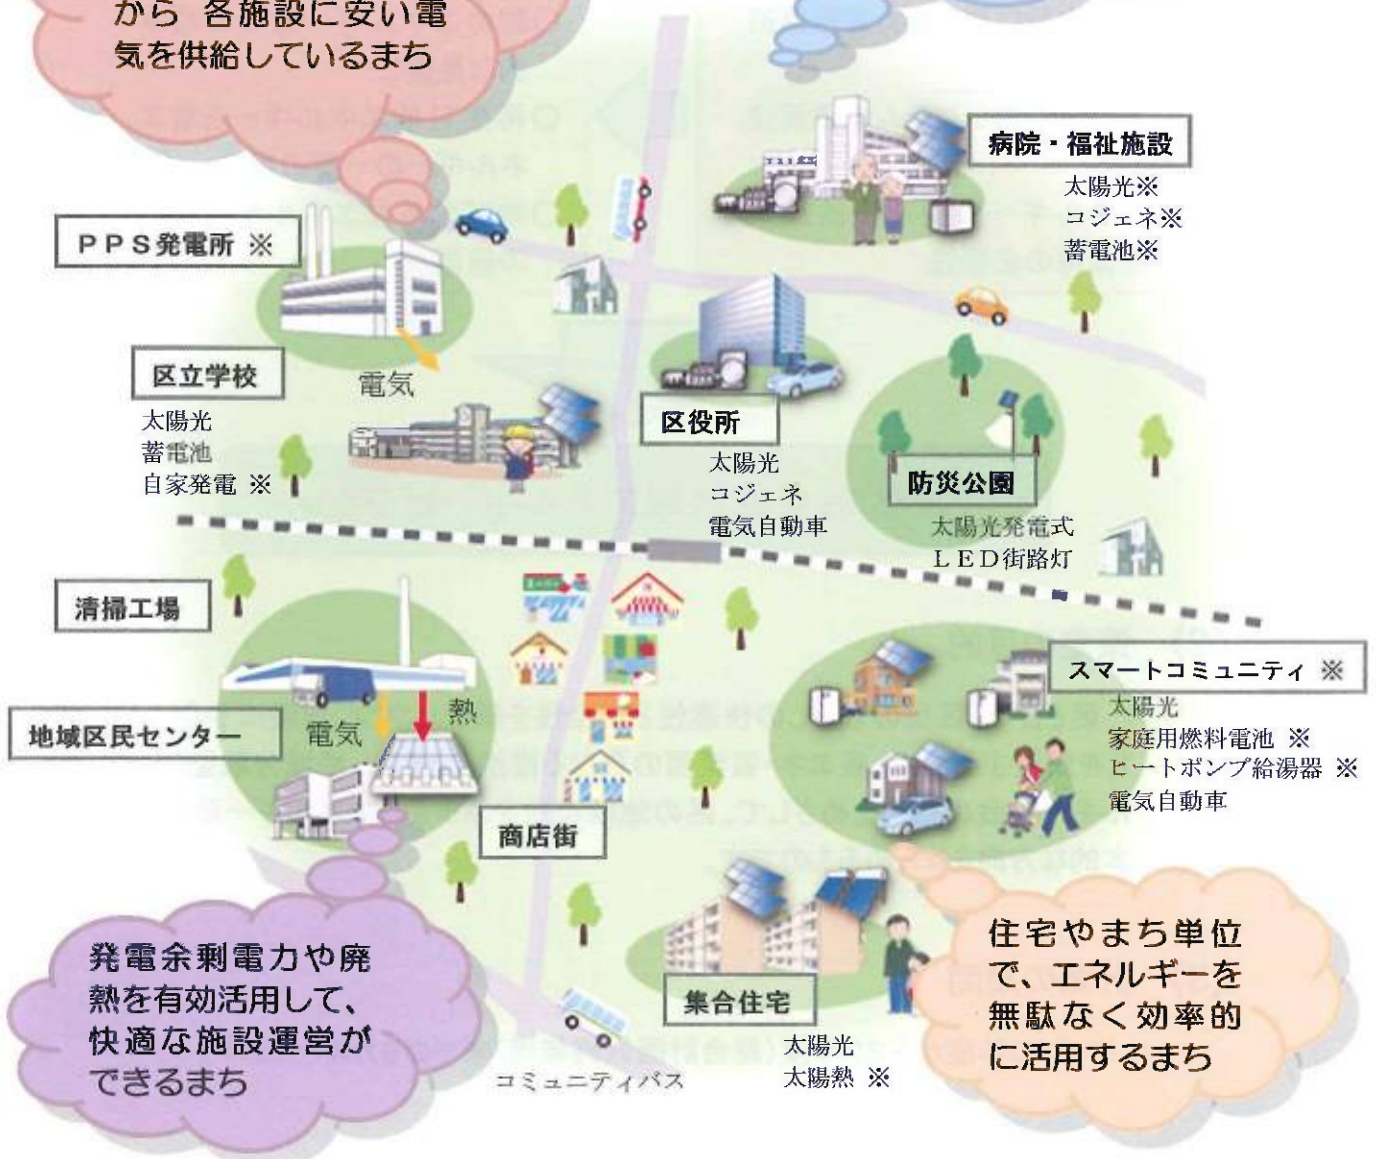 から 各施設に安い電
気を供給しているまち
病院・福祉施設
太陽光※
コジェネ※
蓄電池※
PPS発電所 ※
電気
区立学校
太陽光
蓄電池
自家発電 ※
区役所
太陽光
コジェネ
電気自動車
防災公園
太陽光発電式
LED街路灯
清掃工場
電気
熱
地域区民センター
商店街
スマートコミュニティ ※
太陽光
家庭用燃料電池 ※
ヒートポンプ給湯器 ※
電気自動車
発電余剰電力や廃
熱を有効活用して、
快適な施設運営が
できるまち
集合住宅
太陽光
太陽熱 ※
コミュニティバス
住宅やまち単位
で、エネルギーを
無駄なく効率的
に活用するまち